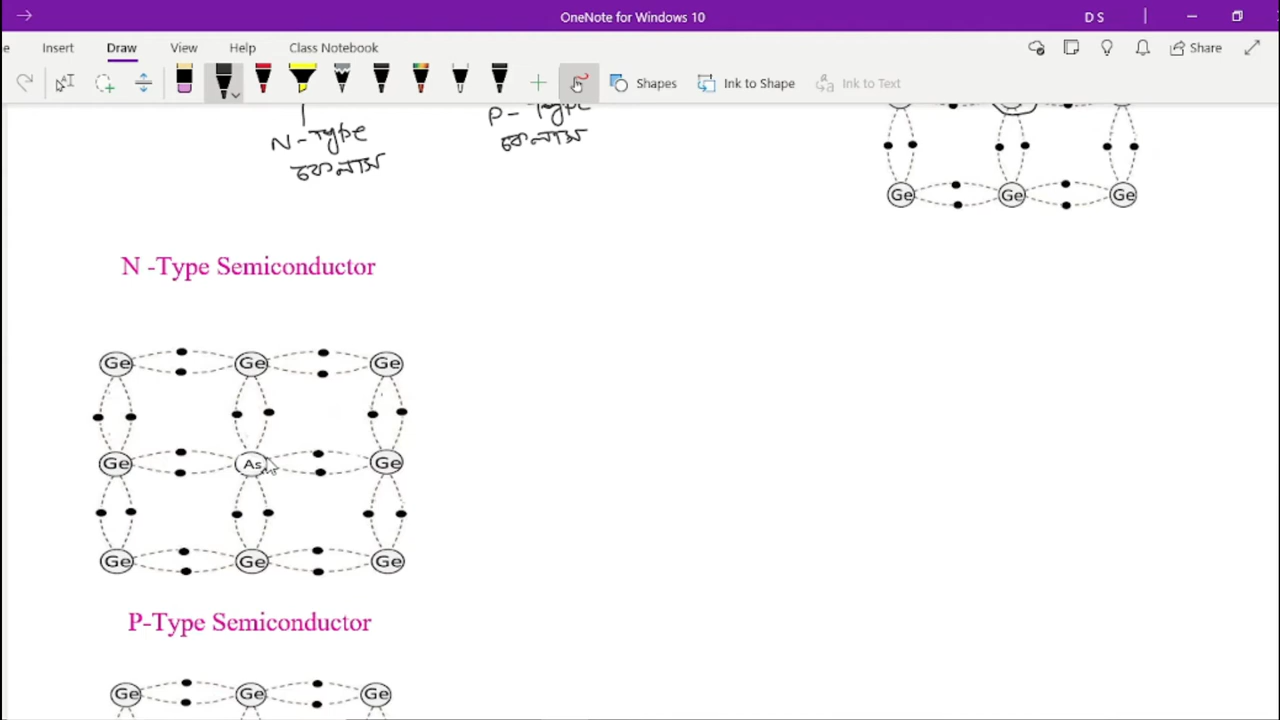 OneNote for Windows 10
D S
e Insert Draw View Help Class Notebook
Share
Shapes Ink to Shape Ink to Text
N-Type
কেলাস
P-Type
কেলাস
Ge Ge Ge
N -Type Semiconductor
Ge Ge Ge
Ge As Ge
Ge Ge Ge
P-Type Semiconductor
Ge Ge Ge